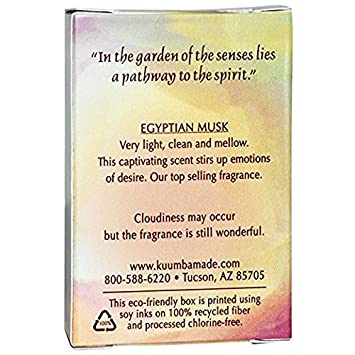 "In the garden of the senses lies
a pathway to the spirit."
EGYPTIAN MUSK
Very light, clean and mellow.
This captivating scent stirs up emotions
of desire. Our top selling fragrance.
Cloudiness may occur
but the fragrance is still wonderful.
www.kuumbamade.com
800-588-6220 • Tucson, AZ 85705
This eco-friendly box is printed using
soy inks on 100% recycled fiber
and processed chlorine-free.
100%